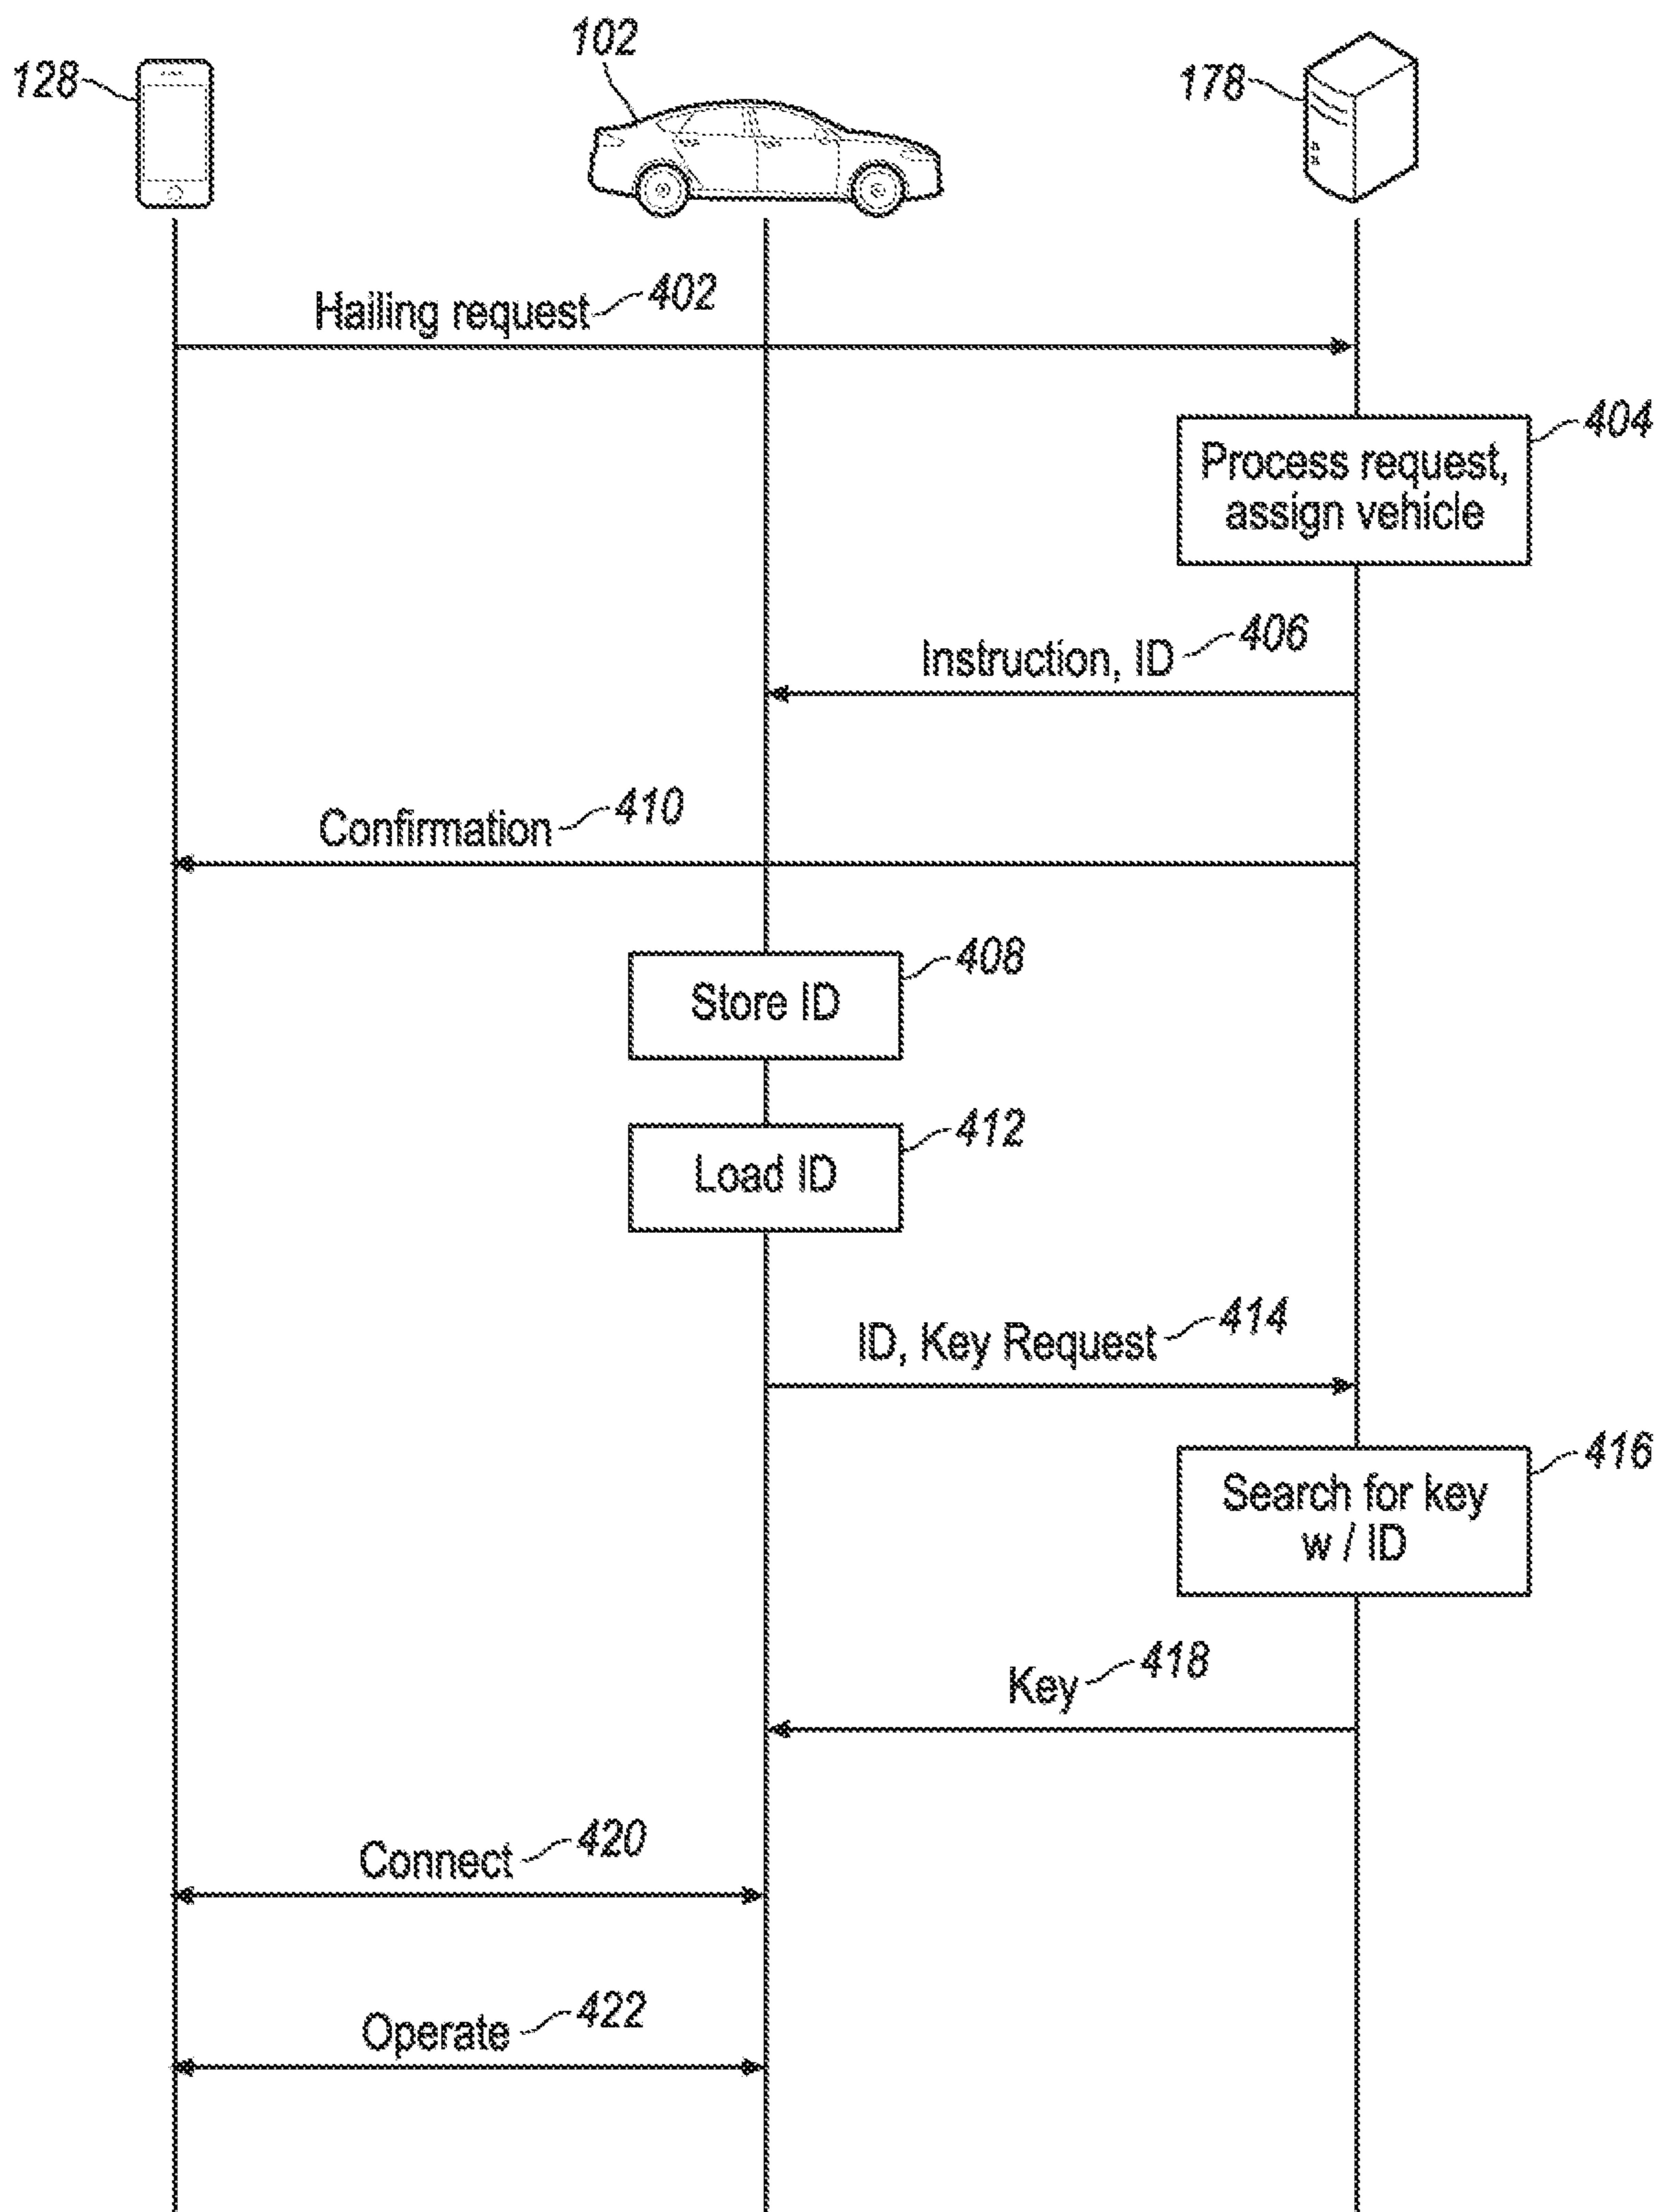 102
128
178
Hailing request 402
404
Process request,
assign vehicle
Instruction, ID 406
Confirmation 410
408
Store ID
412
Load ID
ID, Key Request 414
416
Search for key
w / ID
Key 418
Connect 420
Operate 422